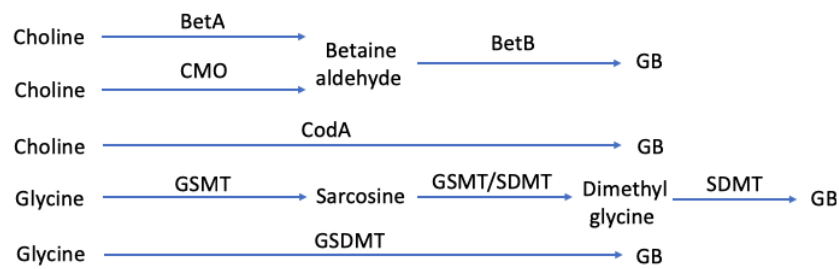 BetA
Choline
Betaine
aldehyde
BetB
GB
CMO
Choline
CodA
Choline
GB
GSMT
GSMT/SDMT
SDMT
Glycine
Sarcosine
Dimethyl
glycine
GB
GSDMT
Glycine
GB